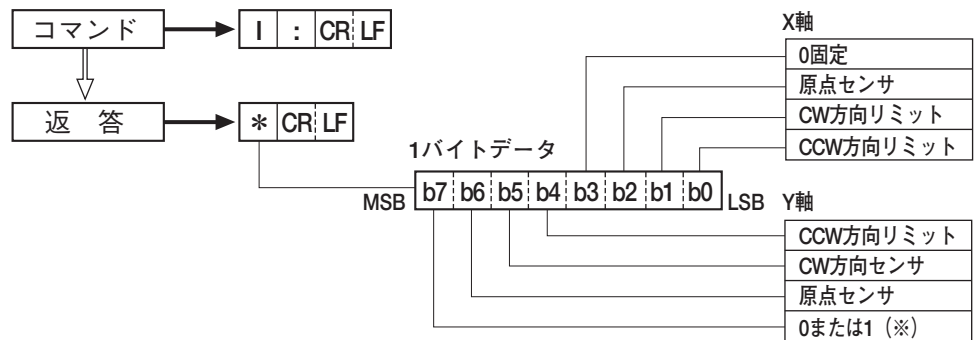 コマンド
I : CR LF
返 答
* CR LF
1バイトデータ
MSB b7 b6 b5 b4 b3 b2 b1 b0 LSB
X軸
0固定
原点センサ
CW方向リミット
CCW方向リミット
Y軸
CCW方向リミット
CW方向センサ
原点センサ
0または1（※）